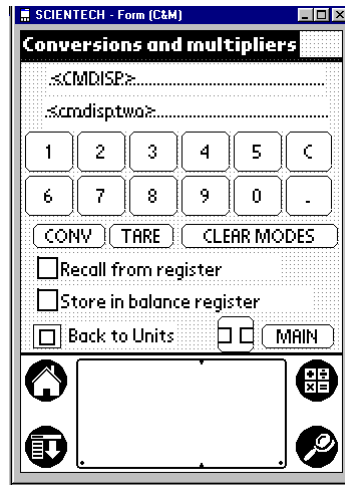 SCIENTECH - Form (C&M)
Conversions and multipliers
<CMDISP>
<cmdisptwo>
1 2 3 4 5 C
6 7 8 9 0 .
CONV TARE CLEAR MODES
Recall from register
Store in balance register
Back to Units MAIN